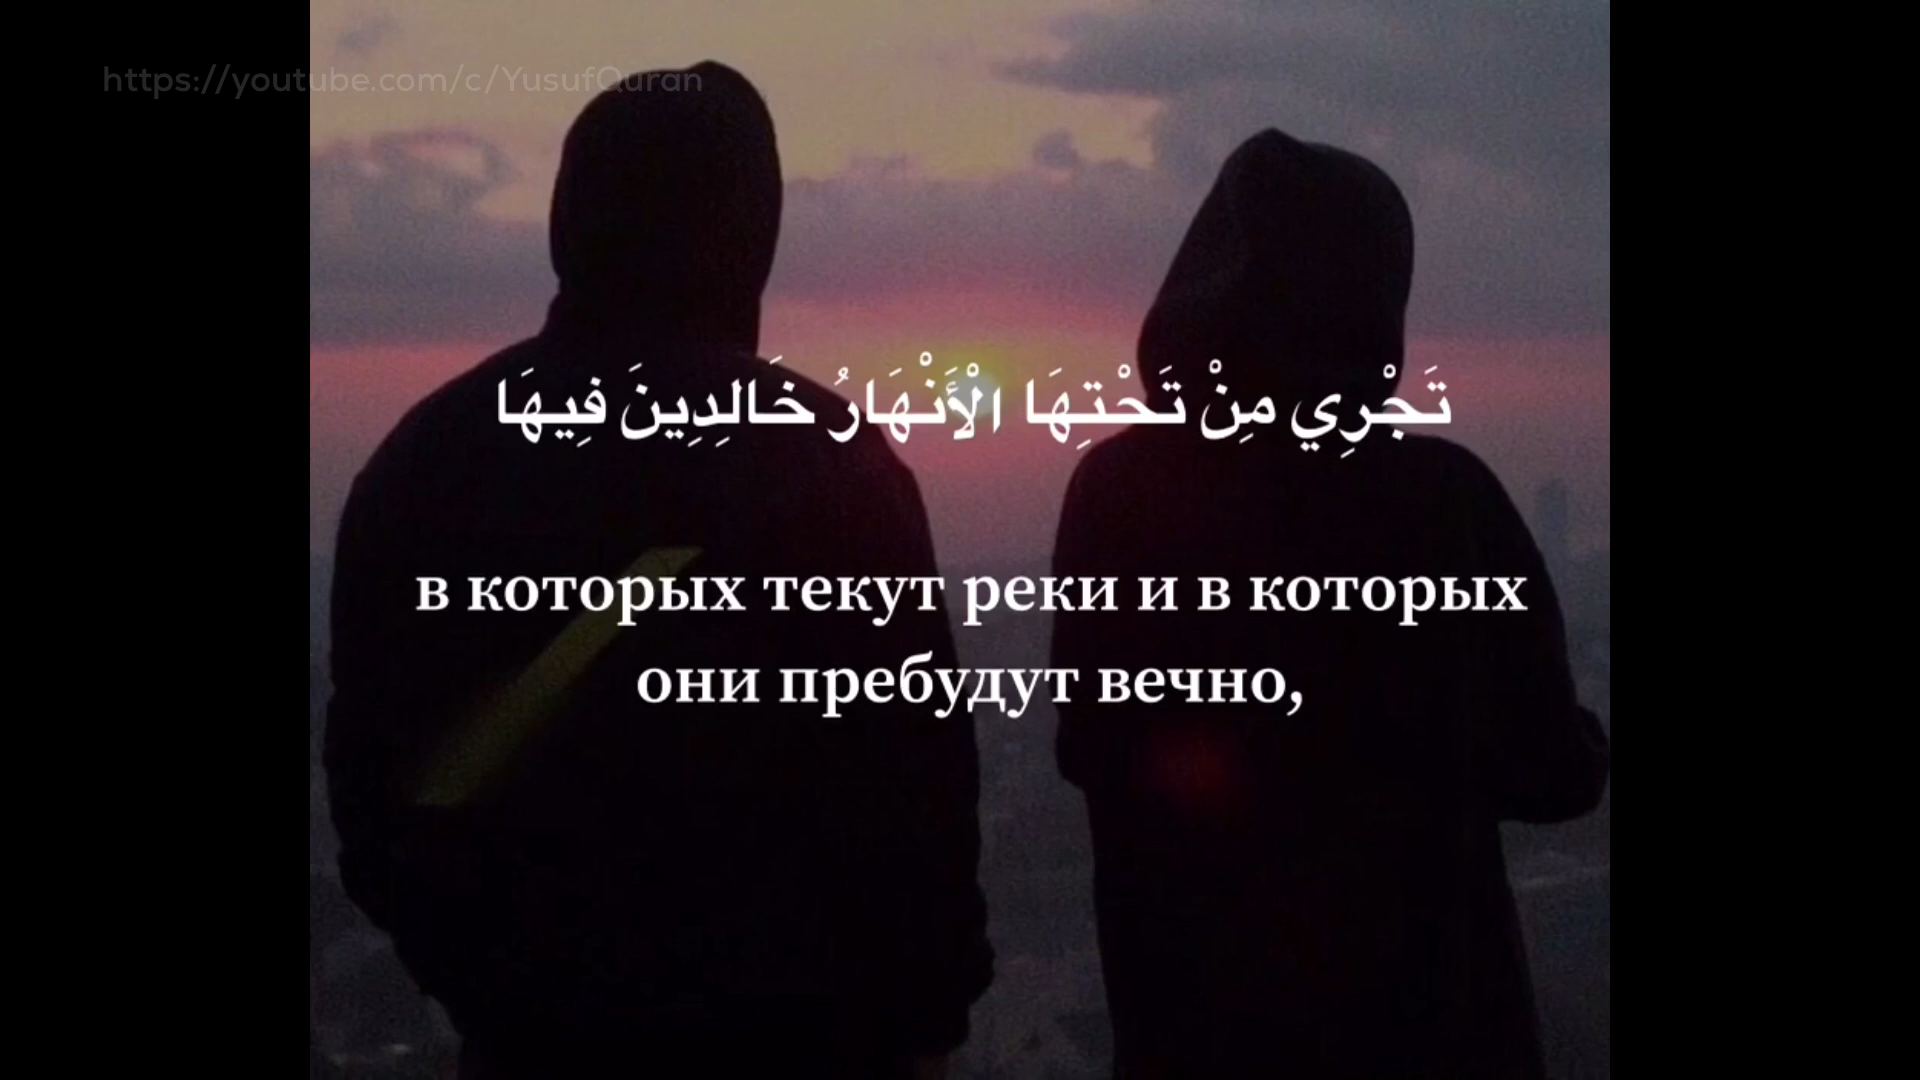 https://youtube.com/c/YusufQuran
تَجْرِي مِنْ تَحْتِهَا الْأَنْهَارُ خَالِدِينَ فِيهَا
в которых текут реки и в которых
они пребудут вечно,